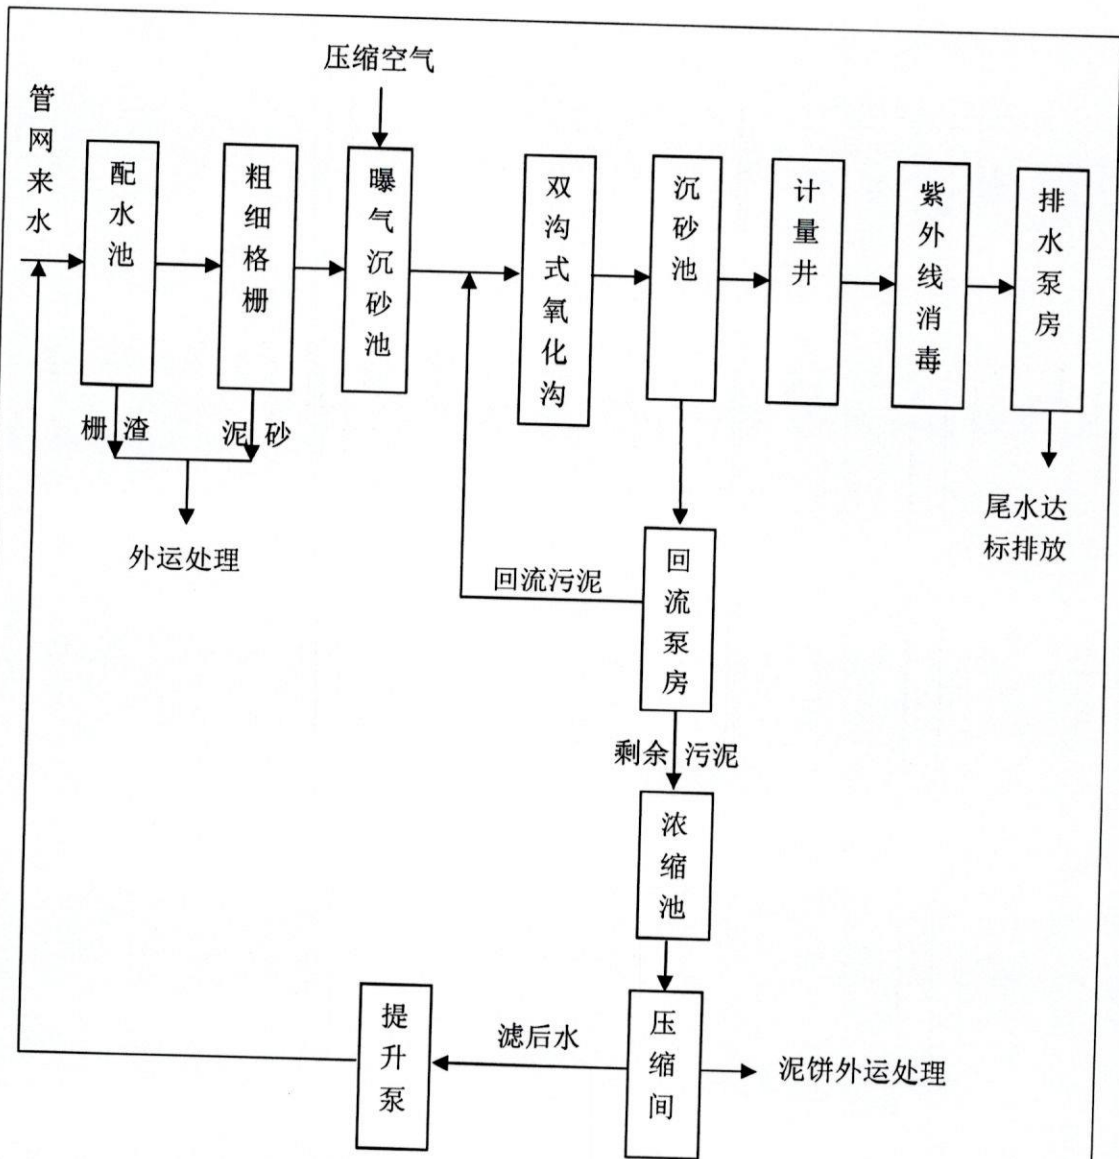 压缩空气
管网来水
配水池
粗细格栅
曝气沉砂池
双沟式氧化沟
沉砂池
计量井
紫外线消毒
排水泵房
栅渣
泥砂
外运处理
尾水达
标排放
回流污泥
回流泵房
剩余污泥
浓缩池
提升泵
滤后水
压缩间
泥饼外运处理